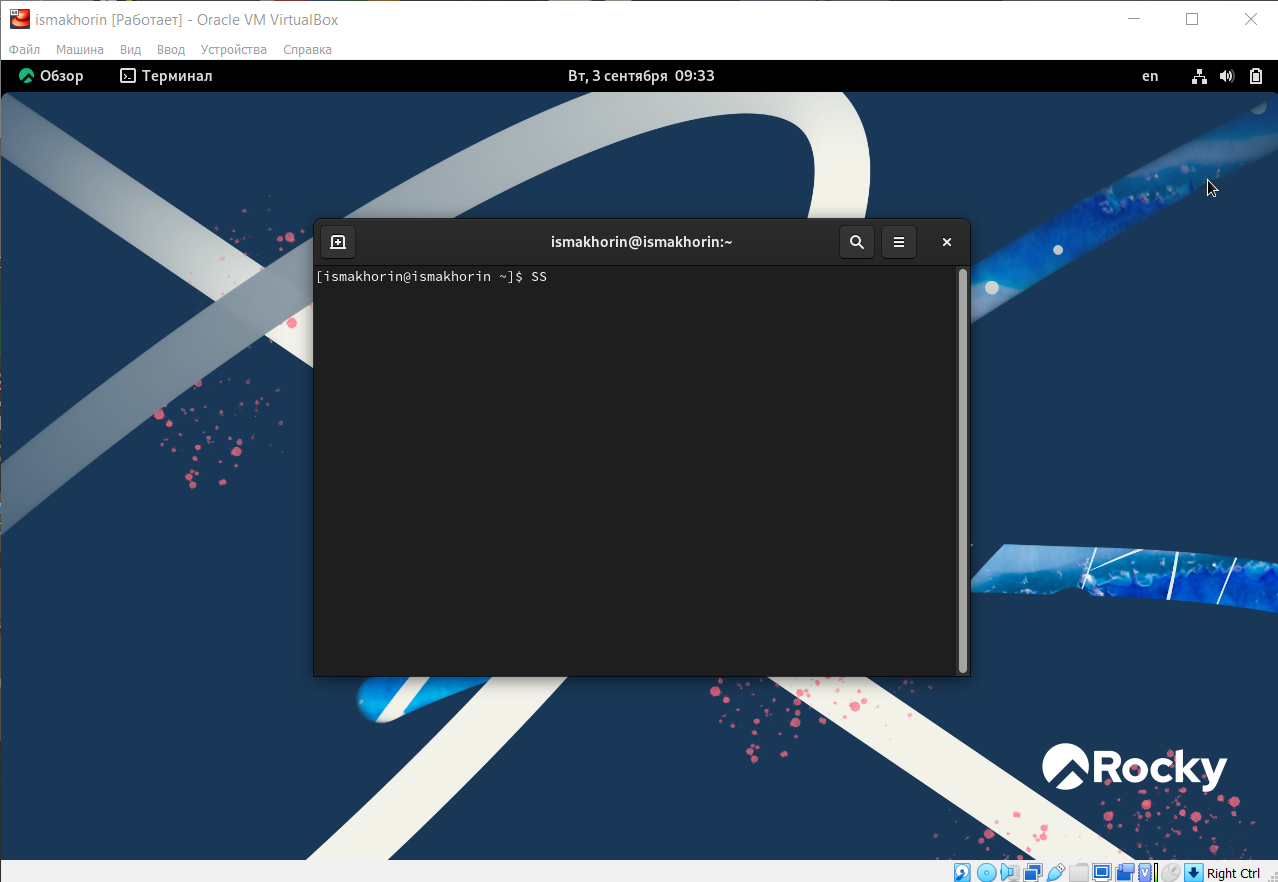 ismakhorin [Работает] - Oracle VM VirtualBox
Файл Машина Вид Ввод Устройства Справка
Обзор Терминал Вт, 3 сентября 09:33 en
ismakhorin@ismakhorin:~
[ismakhorin@ismakhorin ~]$ SS
Rocky
Right Ctrl